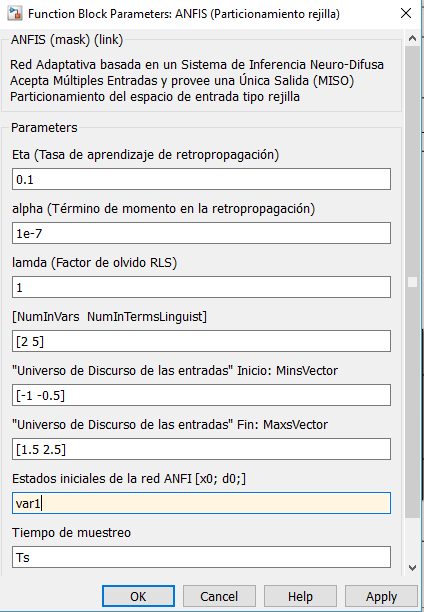 Function Block Parameters: ANFIS (Particionamiento rejilla)
ANFIS (mask) (link)
Red Adaptativa basada en un Sistema de Inferencia Neuro-Difusa
Acepta Múltiples Entradas y provee una Única Salida (MISO)
Particionamiento del espacio de entrada tipo rejilla
Parameters
Eta (Tasa de aprendizaje de retropropagación)
0.1
alpha (Término de momento en la retropropagación)
1e-7
lamda (Factor de olvido RLS)
1
[NumInVars NumInTermsLinguist]
[2 5]
"Universo de Discurso de las entradas" Inicio: MinsVector
[-1 -0.5]
"Universo de Discurso de las entradas" Fin: MaxsVector
[1.5 2.5]
Estados iniciales de la red ANFI [x0; d0;]
var1
Tiempo de muestreo
Ts
OK Cancel Help Apply